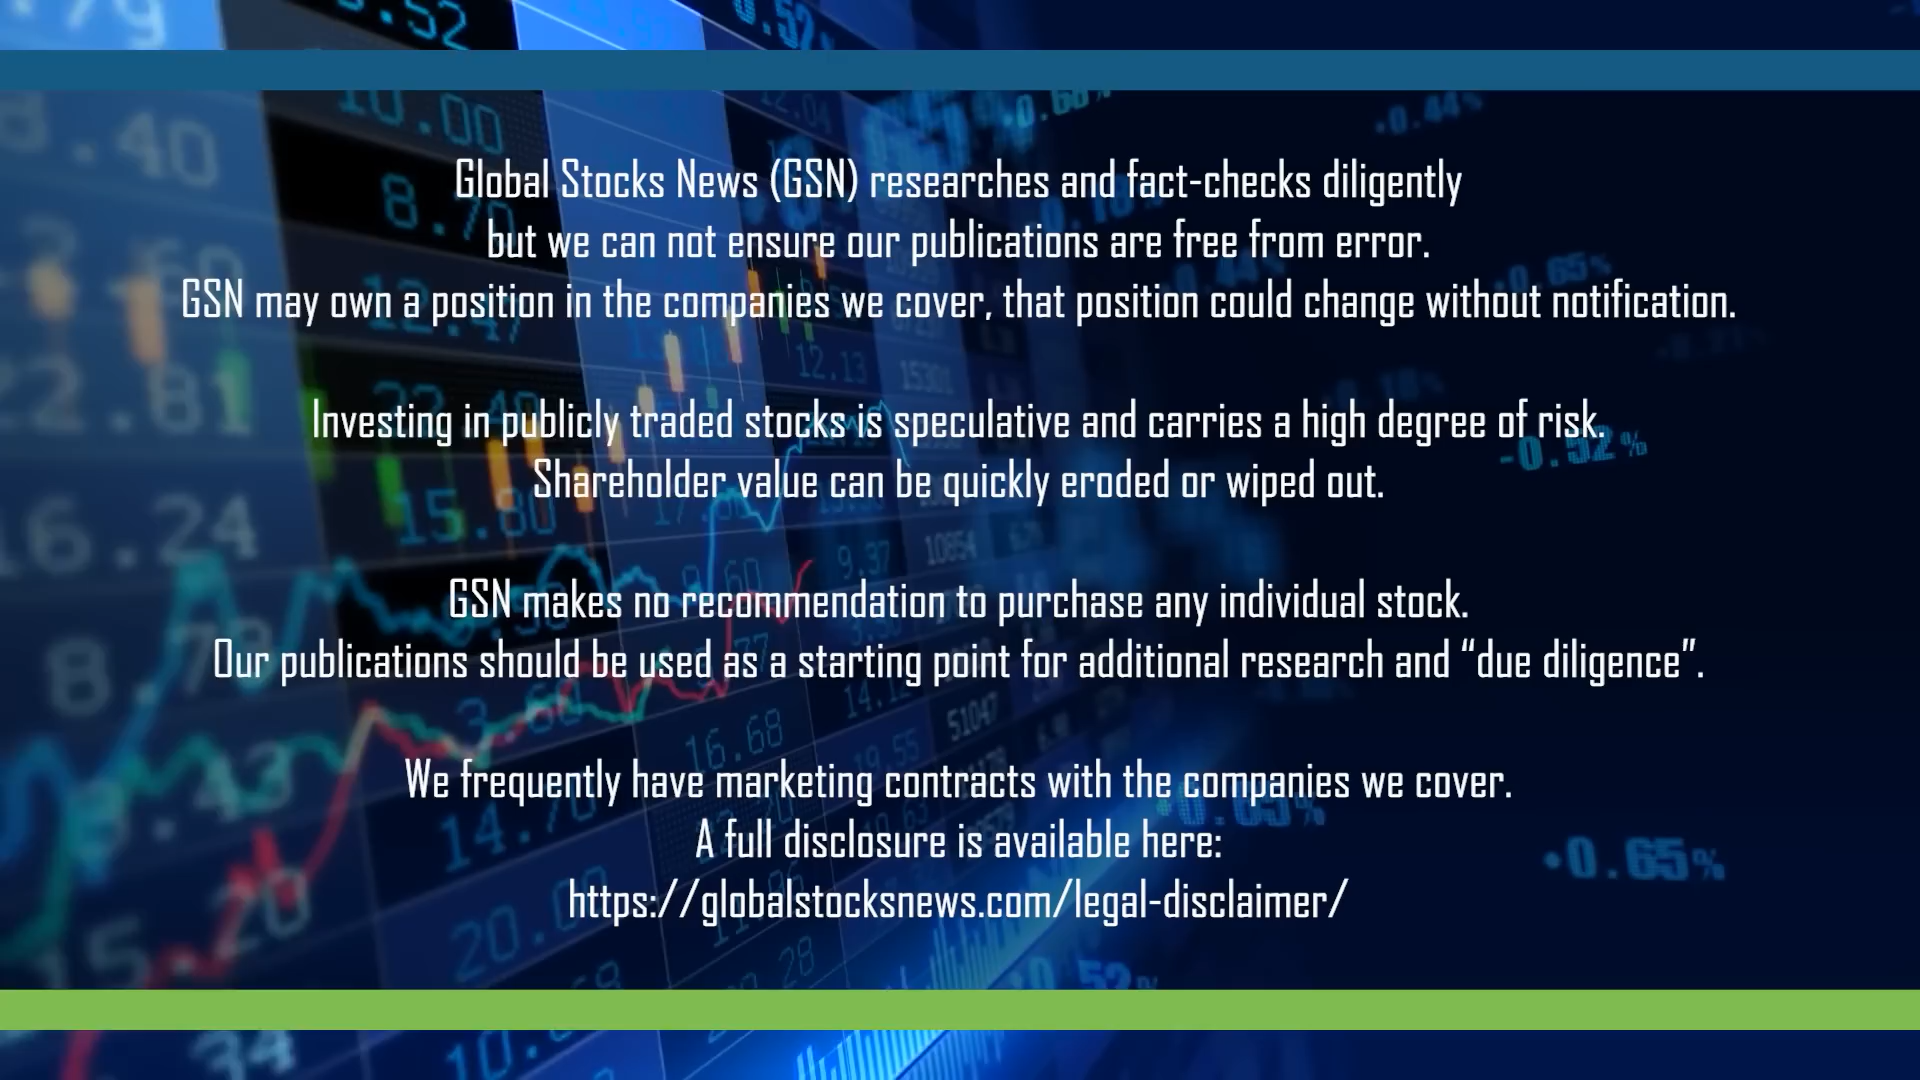 Global Stocks News (GSN) researches and fact-checks diligently
but we can not ensure our publications are free from error.
GSN may own a position in the companies we cover, that position could change without notification.
Investing in publicly traded stocks is speculative and carries a high degree of risk.
Shareholder value can be quickly eroded or wiped out.
GSN makes no recommendation to purchase any individual stock.
Our publications should be used as a starting point for additional research and “due diligence”.
We frequently have marketing contracts with the companies we cover.
A full disclosure is available here:
https://globalstocksnews.com/legal-disclaimer/